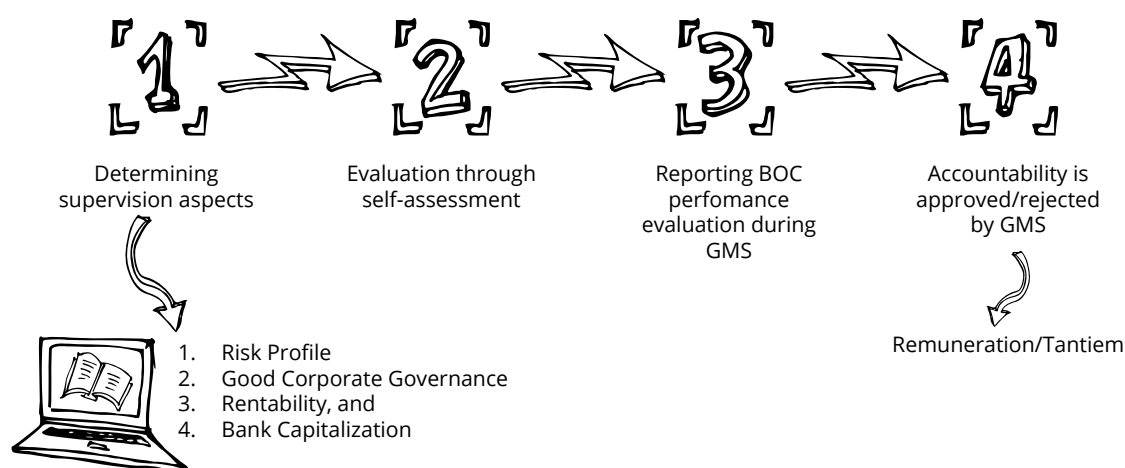 1
2
3
4
Determining
supervision aspects
Evaluation through
self-assessment
Reporting BOC
perfomance
evaluation during
GMS
Accountability is
approved/rejected
by GMS
1. Risk Profile
2. Good Corporate Governance
3. Rentability, and
4. Bank Capitalization
Remuneration/Tantiem